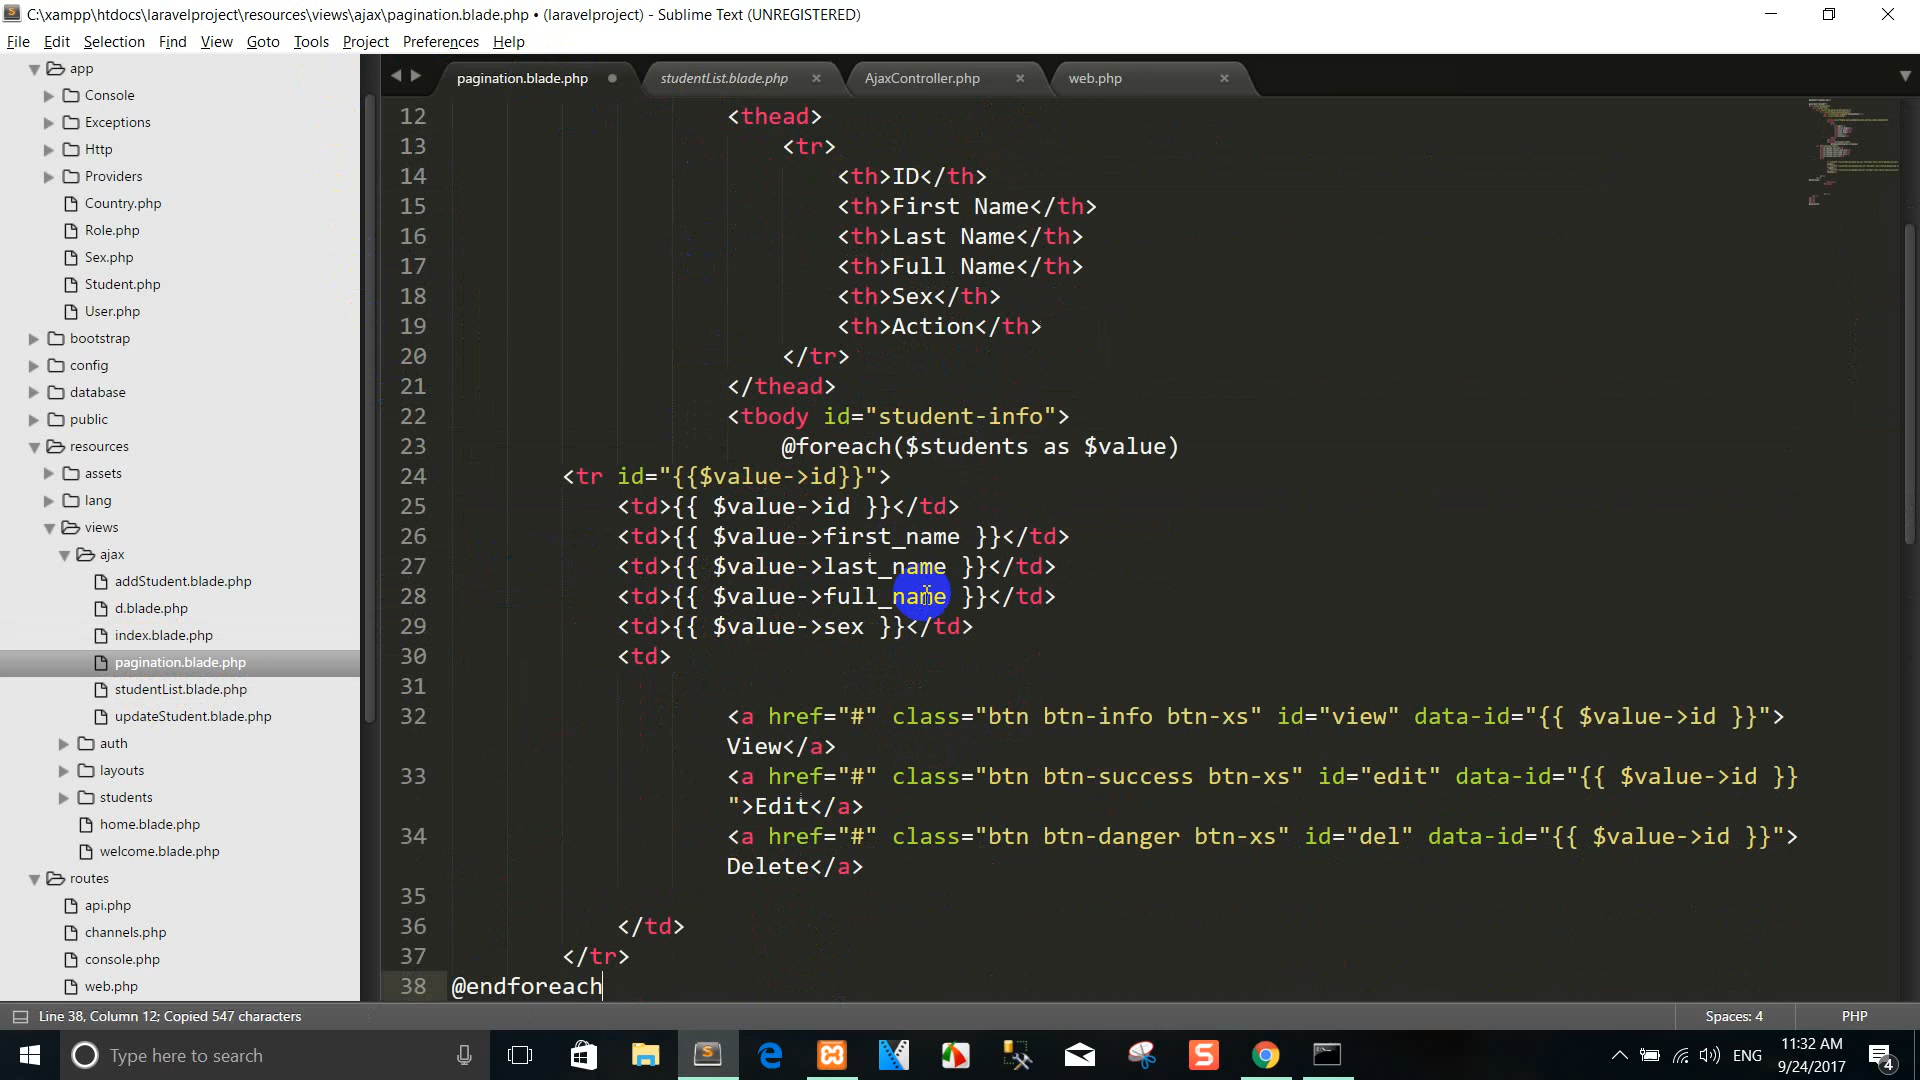 C:\xampp\htdocs\laravelproject\resources\views\ajax\pagination.blade.php • (laravelproject) - Sublime Text (UNREGISTERED)
File Edit Selection Find View Goto Tools Project Preferences Help
app
Console
Exceptions
Http
Providers
Country.php
Role.php
Sex.php
Student.php
User.php
bootstrap
config
database
public
resources
assets
lang
views
ajax
addStudent.blade.php
d.blade.php
index.blade.php
pagination.blade.php
studentList.blade.php
updateStudent.blade.php
auth
layouts
students
home.blade.php
welcome.blade.php
routes
api.php
channels.php
console.php
web.php
pagination.blade.php studentList.blade.php AjaxController.php web.php
12 <thead>
13 <tr>
14 <th>ID</th>
15 <th>First Name</th>
16 <th>Last Name</th>
17 <th>Full Name</th>
18 <th>Sex</th>
19 <th>Action</th>
20 </tr>
21 </thead>
22 <tbody id="student-info">
23 @foreach($students as $value)
24 <tr id="{{$value->id}}">
25 <td>{{ $value->id }}</td>
26 <td>{{ $value->first_name }}</td>
27 <td>{{ $value->last_name }}</td>
28 <td>{{ $value->full_name }}</td>
29 <td>{{ $value->sex }}</td>
30 <td>
31
32 <a href="#" class="btn btn-info btn-xs" id="view" data-id="{{ $value->id }}">
View</a>
33 <a href="#" class="btn btn-success btn-xs" id="edit" data-id="{{ $value->id }}
">Edit</a>
34 <a href="#" class="btn btn-danger btn-xs" id="del" data-id="{{ $value->id }}">
Delete</a>
35
36 </td>
37 </tr>
38 @endforeach
Line 38, Column 12; Copied 547 characters Spaces: 4 PHP
Type here to search ENG 11:32 AM
9/24/2017 4